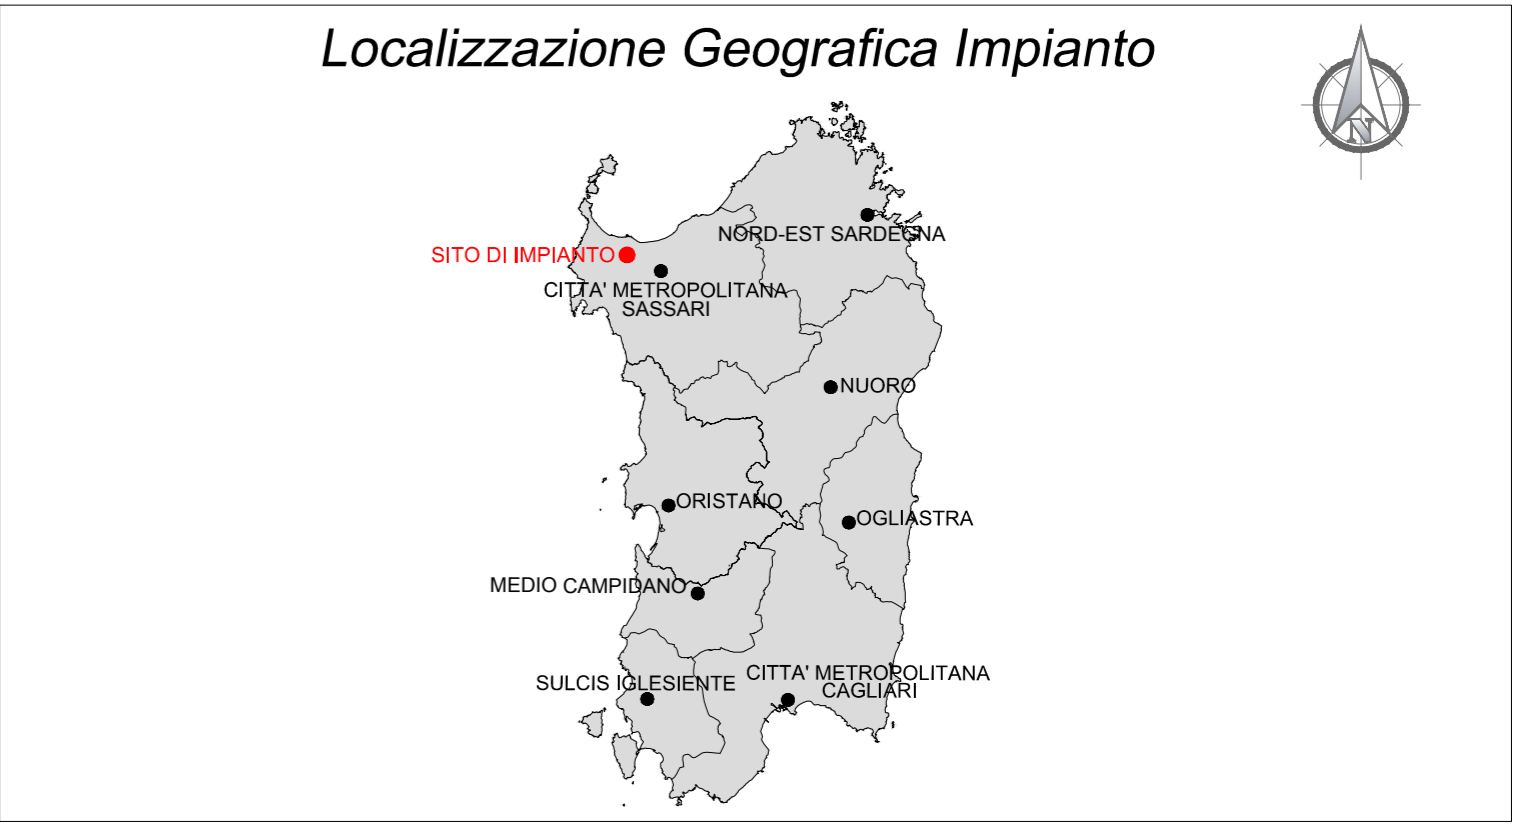 Localizzazione Geografica Impianto
N
NORD-EST SARDEGNA
SITO DI IMPIANTO
CITTA' METROPOLITANA
SASSARI
NUORO
ORISTANO
OGLIASTRA
MEDIO CAMPIDANO
CITTA' METROPOLITANA
CAGLIARI
SULCIS IGLESIENTE